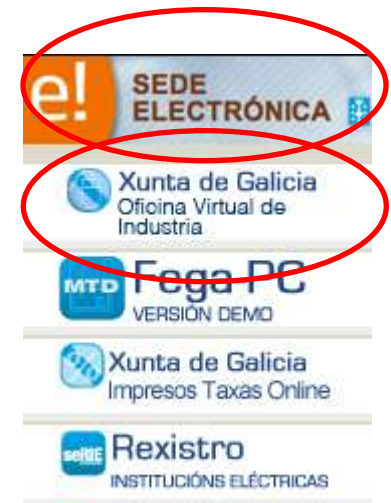 e!
SEDE
ELECTRÓNICA
Xunta de Galicia
Oficina Virtual de
Industria
MTD
Fega PC
VERSIÓN DEMO
Xunta de Galicia
Impresos Taxas Online
seRIE
Rexistro
INSTITUCIÓNS ELÉCTRICAS